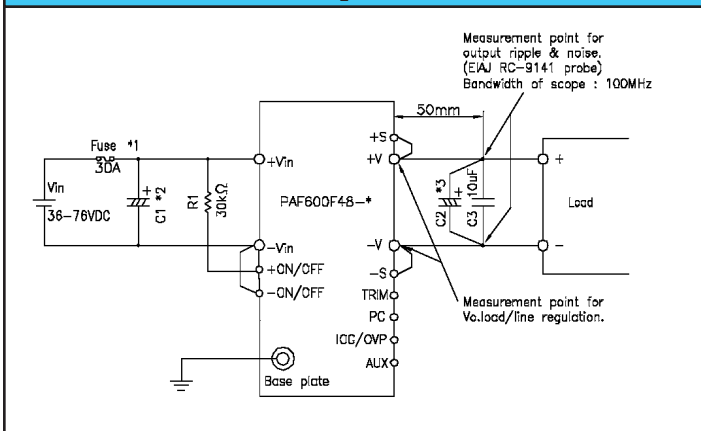 Measurement point for
output ripple & noise.
(EIAJ RC-9141 probe)
Bandwidth of scope : 100MHz
50mm
Fuse *1
30A
+S
+Vin
+V
+
Vin
36-76VDC
+
C1 *2
R1
30kΩ
PAF600F48-*
C2 *3
+
C3 10uF
Load
-Vin
-V
-
+ON/OFF
-S
-ON/OFF
TRIM
PC
IOG/OVP
AUX
Measurement point for
Vo.load/line regulation.
Base plate